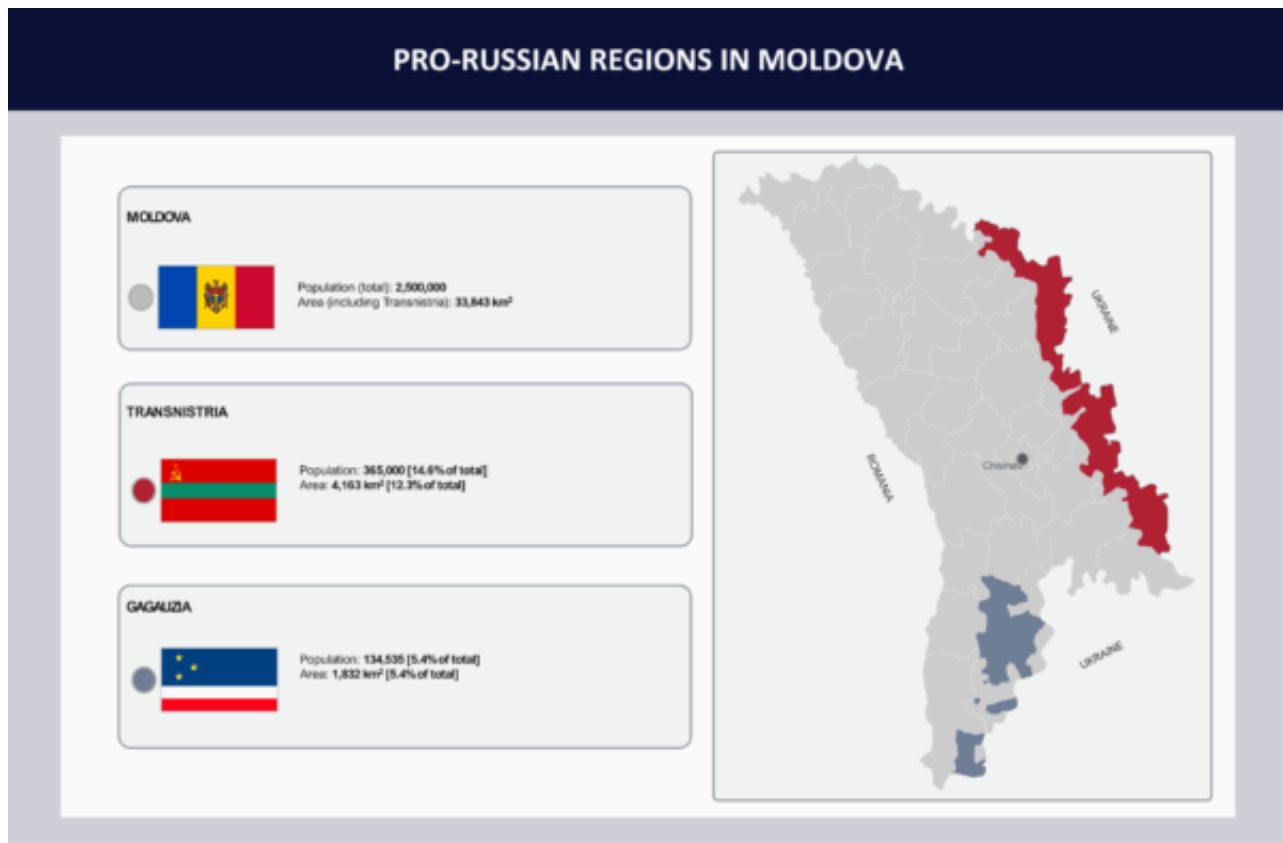 PRO-RUSSIAN REGIONS IN MOLDOVA
MOLDOVA
Population (total): 2,500,000
Area (including Transnistria): 33,843 km²
TRANSNISTRIA
Population: 365,000 [14.6% of total]
Area: 4,163 km² [12.3% of total]
GAGAUZIA
Population: 134,535 [5.4% of total]
Area: 1,832 km² [5.4% of total]
UKRAINE
Chisinau
ROMANIA
UKRAINE